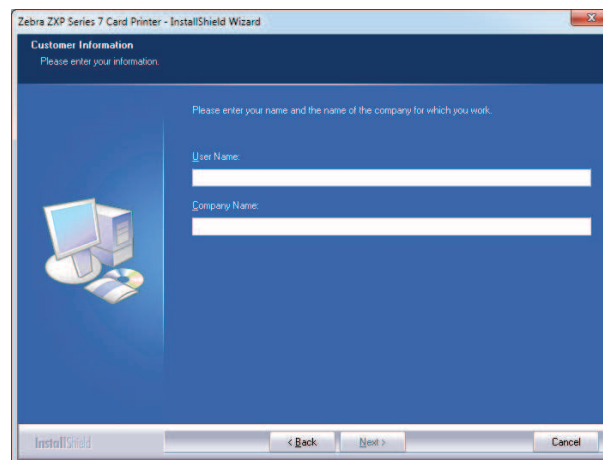 Zebra ZXP Series 7 Card Printer - InstallShield Wizard
Customer Information
Please enter your information.
Please enter your name and the name of the company for which you work.
User Name:
Company Name:
InstallShield
< Back
Next >
Cancel